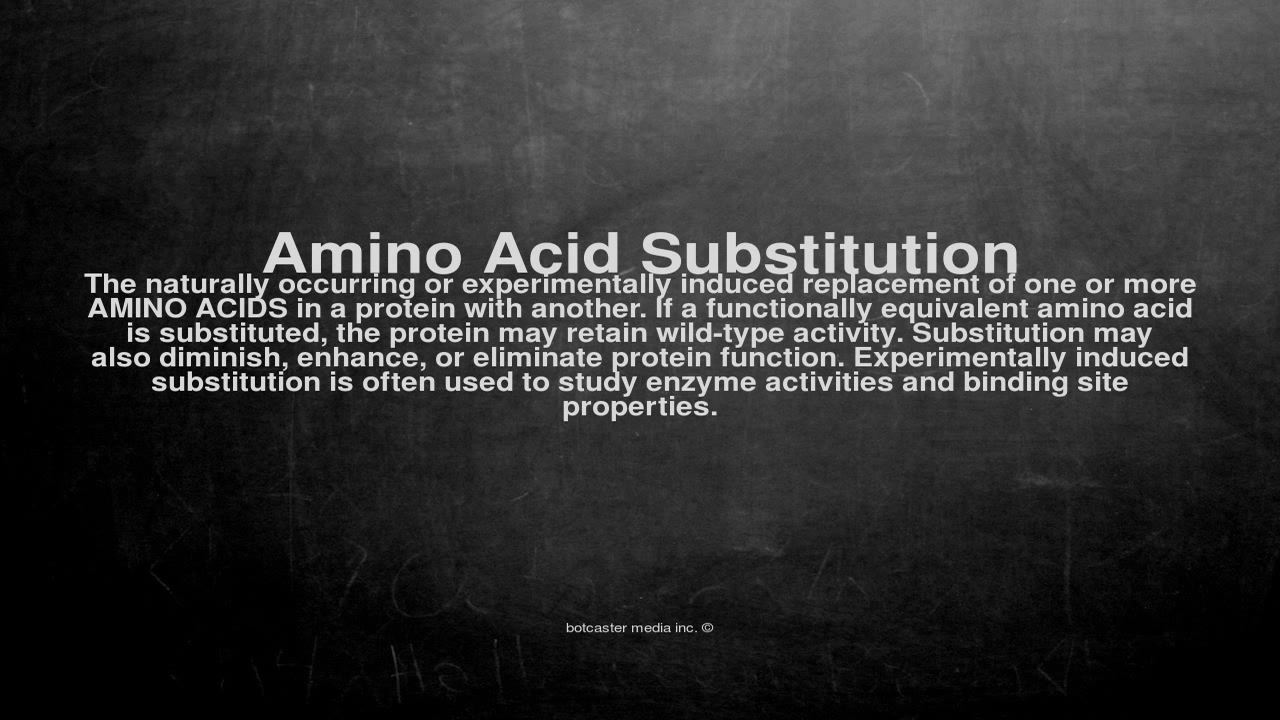 Amino Acid Substitution
The naturally occurring or experimentally induced replacement of one or more
AMINO ACIDS in a protein with another. If a functionally equivalent amino acid
is substituted, the protein may retain wild-type activity. Substitution may
also diminish, enhance, or eliminate protein function. Experimentally induced
substitution is often used to study enzyme activities and binding site
properties.
botcaster media inc. ©